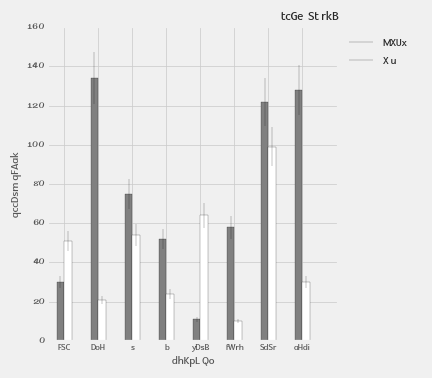 tcGe St rkB
MXUx
X u
160
140
120
100
80
60
40
20
0
qccDsm qFAok
FSC DoH s b yDsB fWrh SdSr oHdi
dhKpL Qo